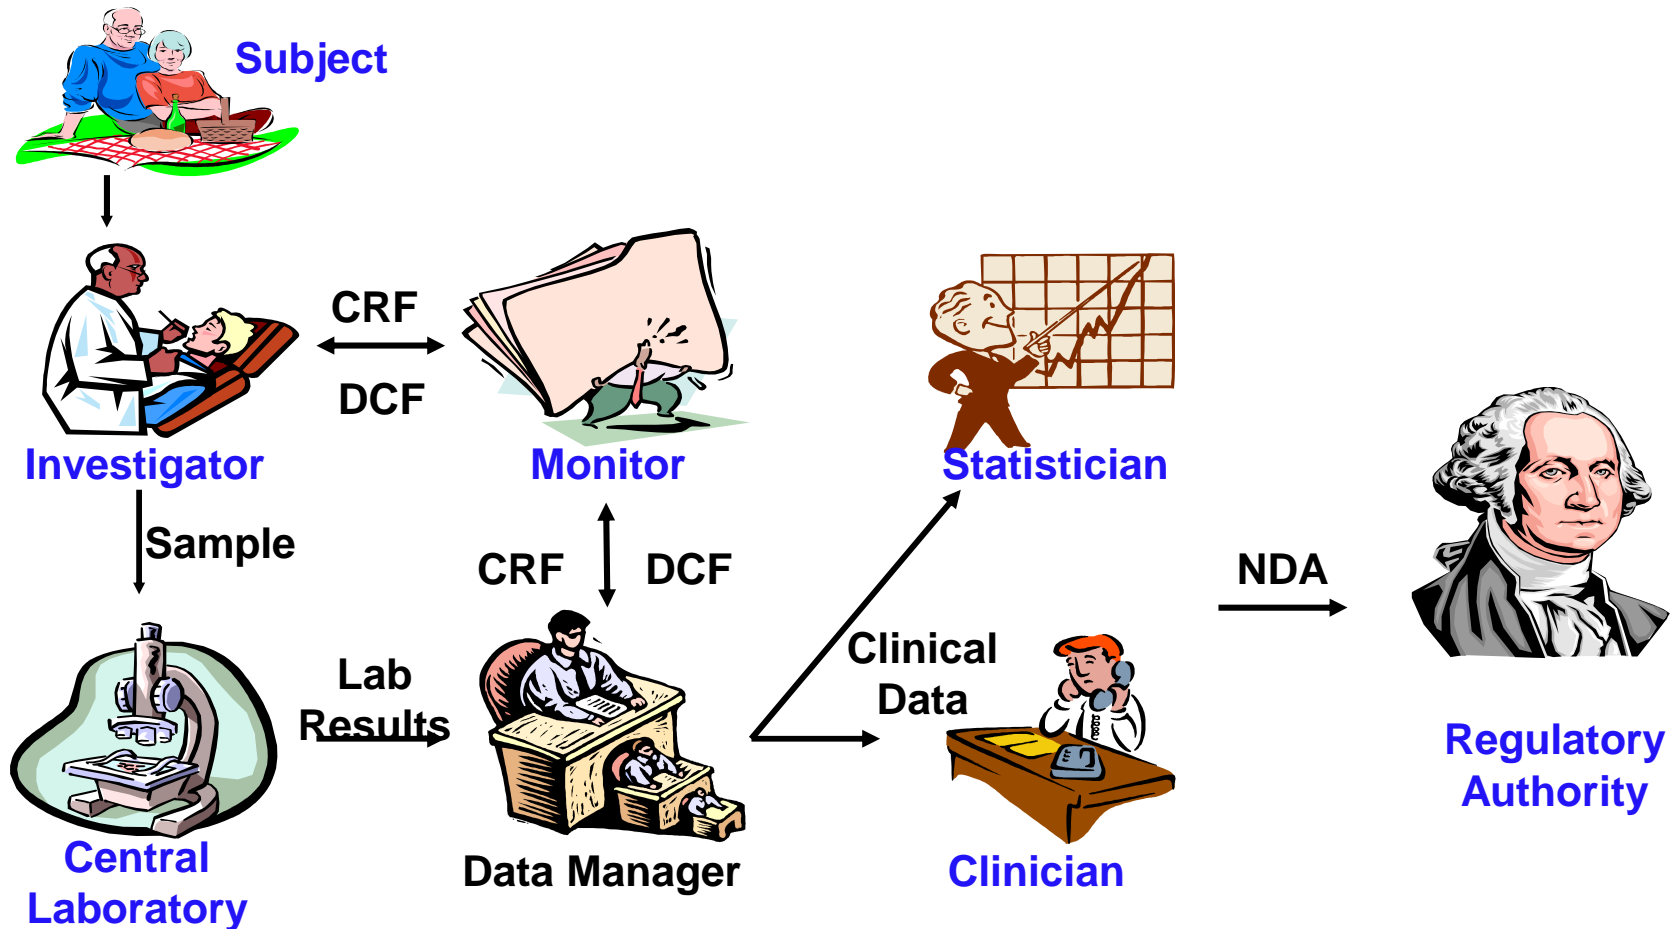 Subject
CRF
DCF
Investigator
Monitor
Statistician
Sample
CRF
DCF
NDA
Lab
Results
Clinical
Data
Regulatory
Authority
Central
Laboratory
Data Manager
Clinician